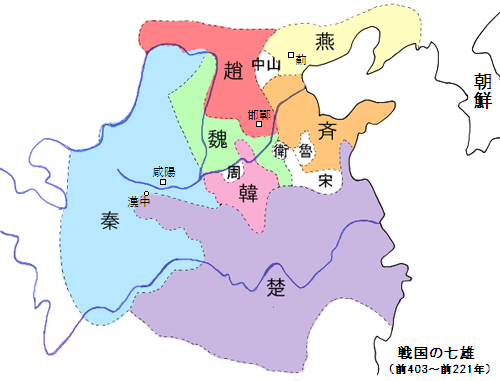 燕
趙
中山
薊
朝鮮
邯鄲
斉
魏
衛
魯
咸陽
周
宋
韓
漢中
秦
楚
戦国の七雄
(前403～前221年)